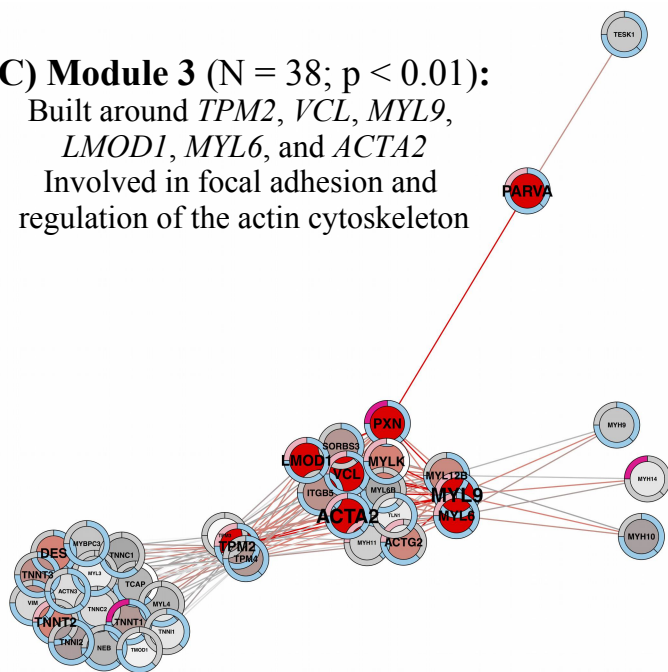 C) Module 3 (N = 38; p < 0.01):
Built around TPM2, VCL, MYL9,
LMOD1, MYL6, and ACTA2
Involved in focal adhesion and
regulation of the actin cytoskeleton
TESK1
PARVA
PXN
SORBS3
LMOD1
VCL
MYLK
ITGB5
MYL6B
MYL12B
MYL9
MYL6
ACTA2
TLN1
MYH11
ACTG2
MYH9
MYH14
MYH10
TPM2
TPM4
DES
MYBPC3
TNNC1
TNNT3
MYL3
ACTN3
TCAP
VIM
TNNC2
MYL4
TNNT2
TNNT1
TNNI1
TNNI2
NEB
TMOD1